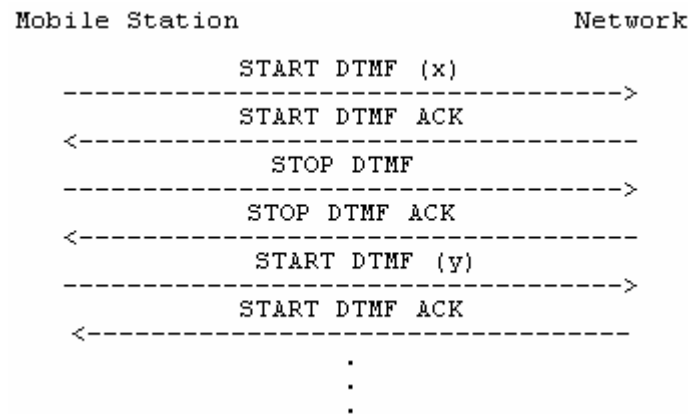 Mobile Station Network
START DTMF (x)
----------------------------------->
START DTMF ACK
<-----------------------------------
STOP DTMF
----------------------------------->
STOP DTMF ACK
<-----------------------------------
START DTMF (y)
----------------------------------->
START DTMF ACK
<----------------------------------
.
.
.